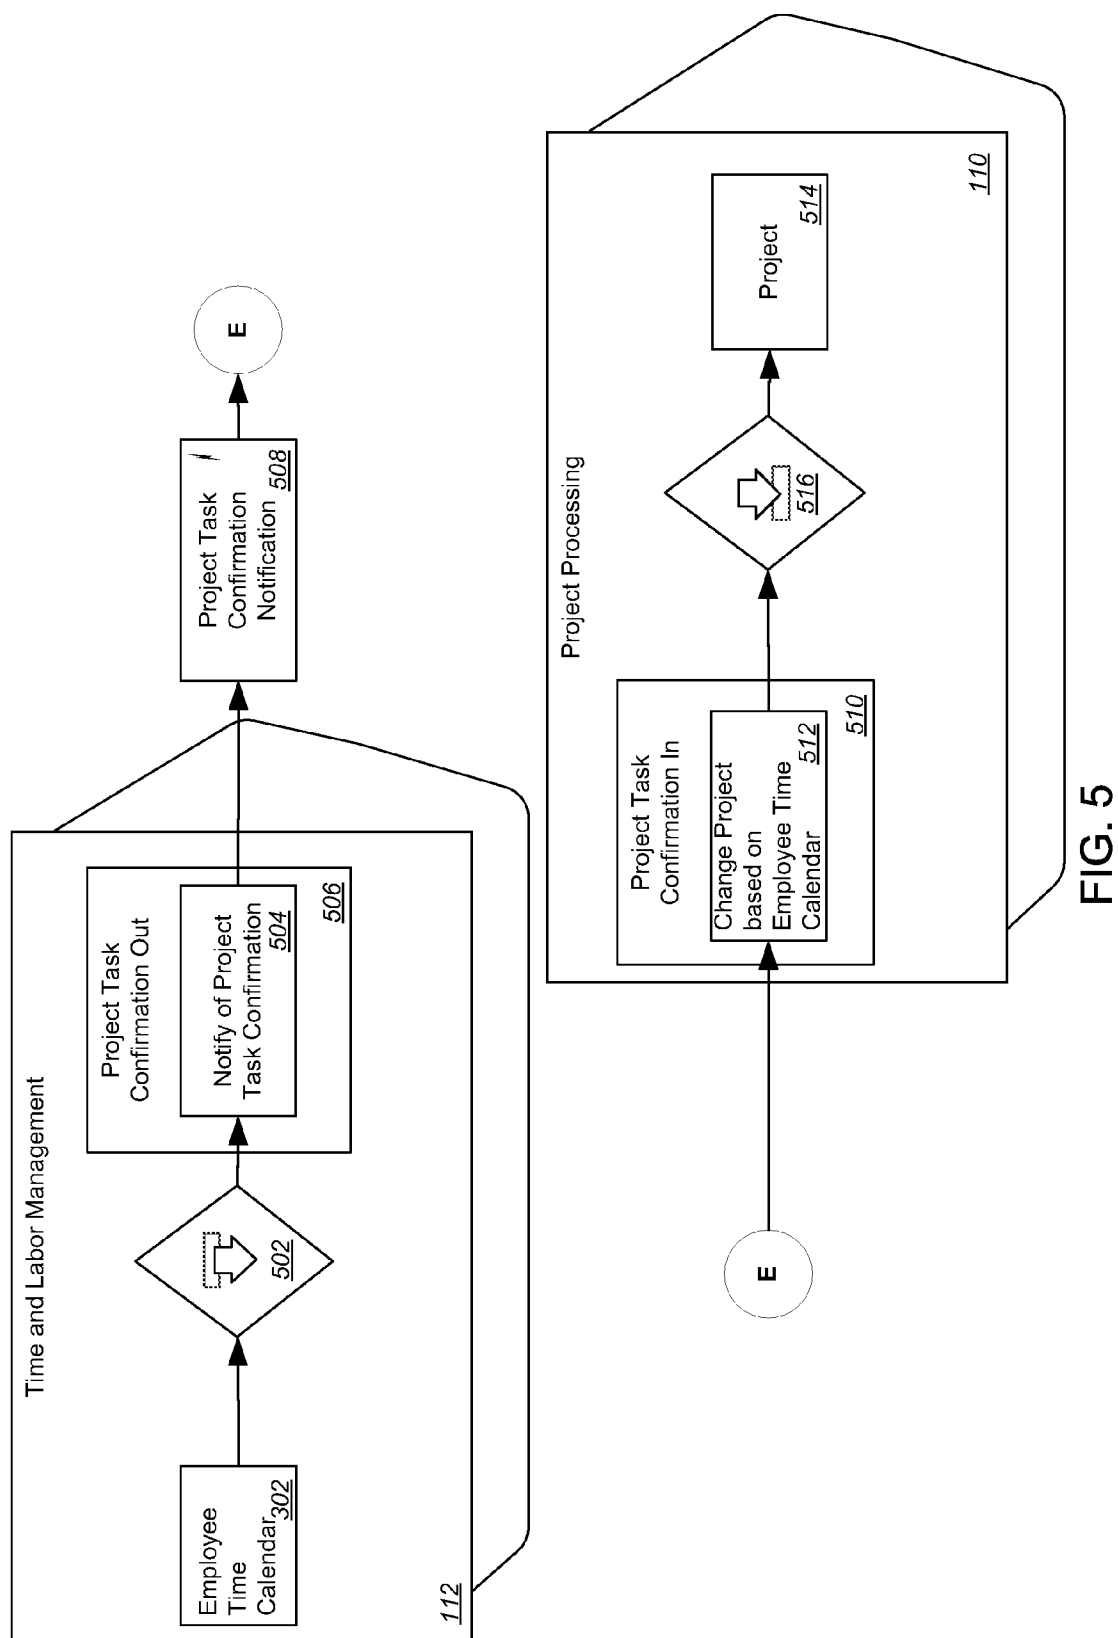 Time and Labor Management
Employee
Time
Calendar
302
502
Project Task
Confirmation Out
Notify of Project
Task Confirmation
504
506
112
Project Task
Confirmation
Notification
508
E
E
Project Processing
Project Task
Confirmation In
Change Project
based on
Employee Time
Calendar
512
510
516
Project
514
110
FIG. 5